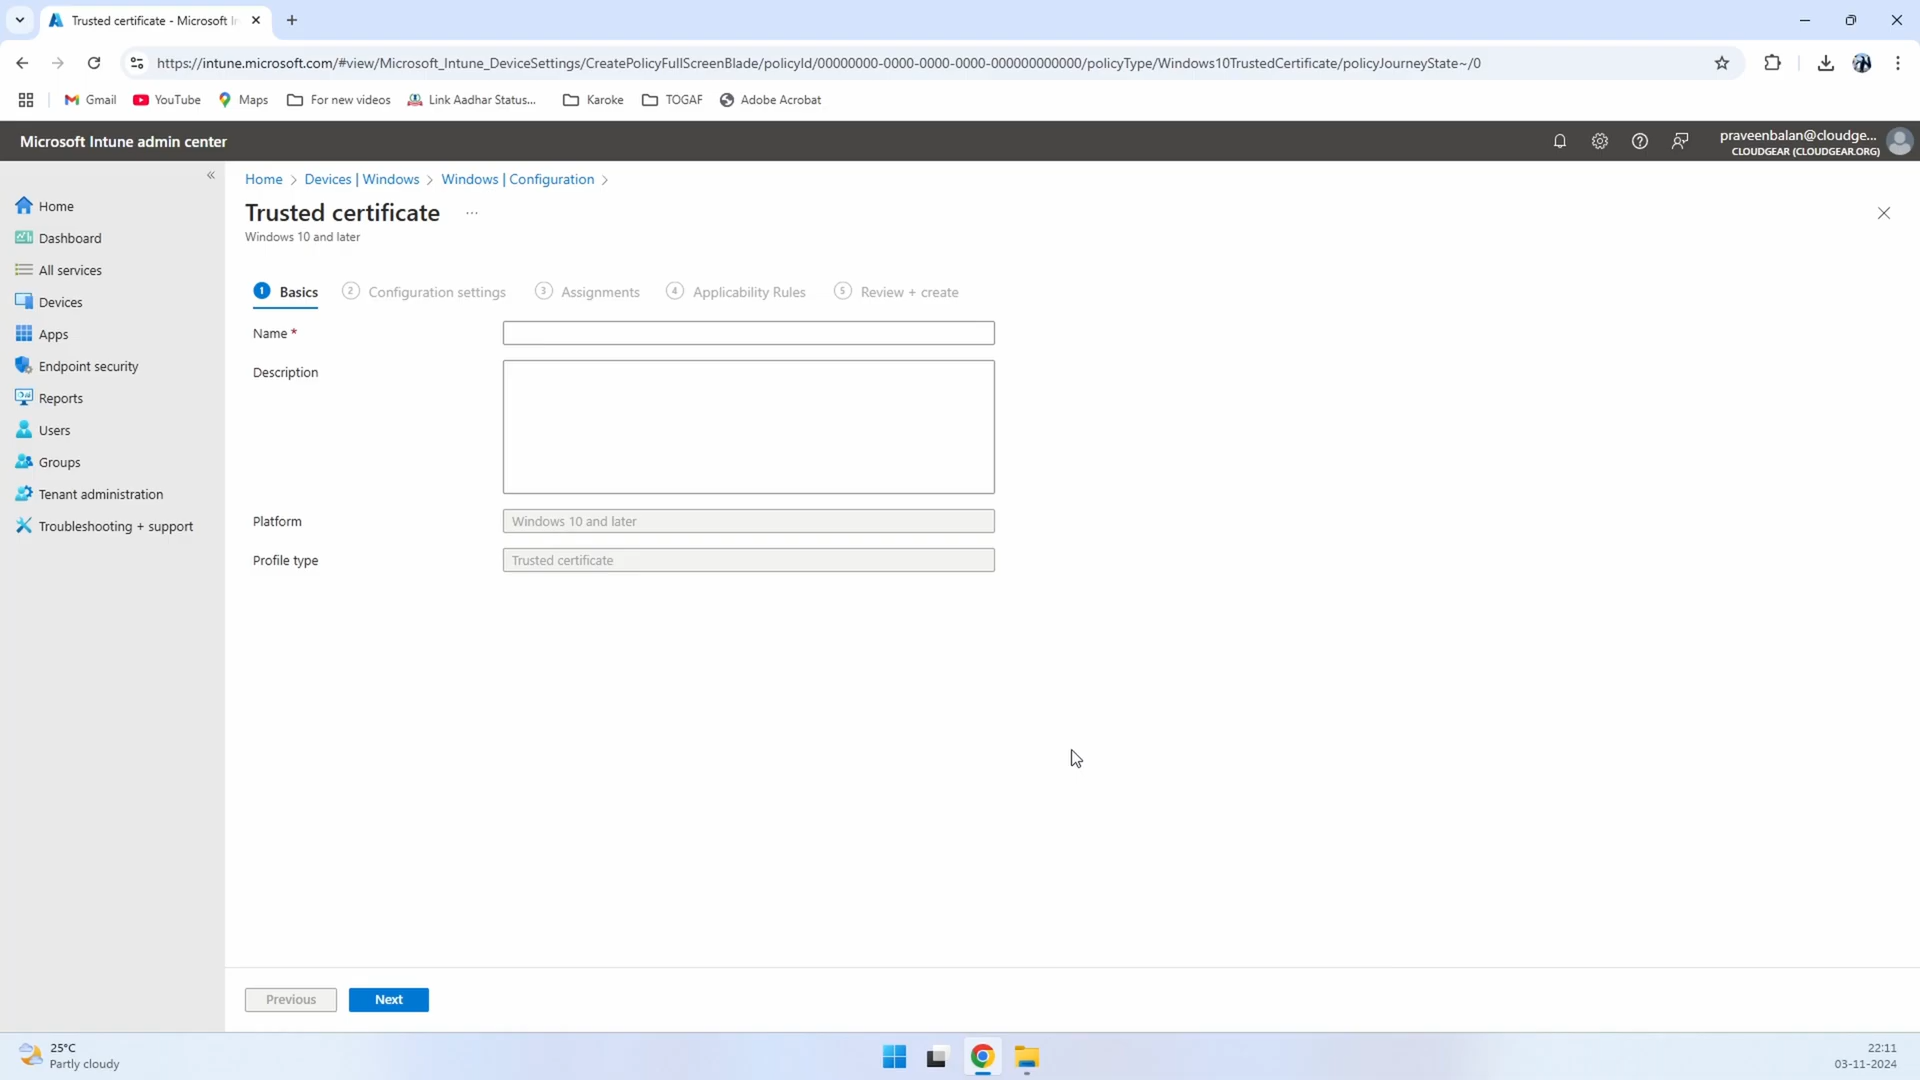 Trusted certificate - Microsoft In
https://intune.microsoft.com/#view/Microsoft_Intune_DeviceSettings/CreatePolicyFullScreenBlade/policyId/00000000-0000-0000-0000-000000000000/policyType/Windows10TrustedCertificate/policyJourneyState~/0
Gmail YouTube Maps For new videos Link Aadhar Status... Karoke TOGAF Adobe Acrobat
Microsoft Intune admin center
praveenbalan@cloudge...
CLOUDGEAR (CLOUDGEAR.ORG)
«
Home
Dashboard
All services
Devices
Apps
Endpoint security
Reports
Users
Groups
Tenant administration
Troubleshooting + support
Home > Devices | Windows > Windows | Configuration >
Trusted certificate ...
Windows 10 and later
1 Basics 2 Configuration settings 3 Assignments 4 Applicability Rules 5 Review + create
Name *
Description
Platform Windows 10 and later
Profile type Trusted certificate
Previous Next
25°C
Partly cloudy
22:11
03-11-2024